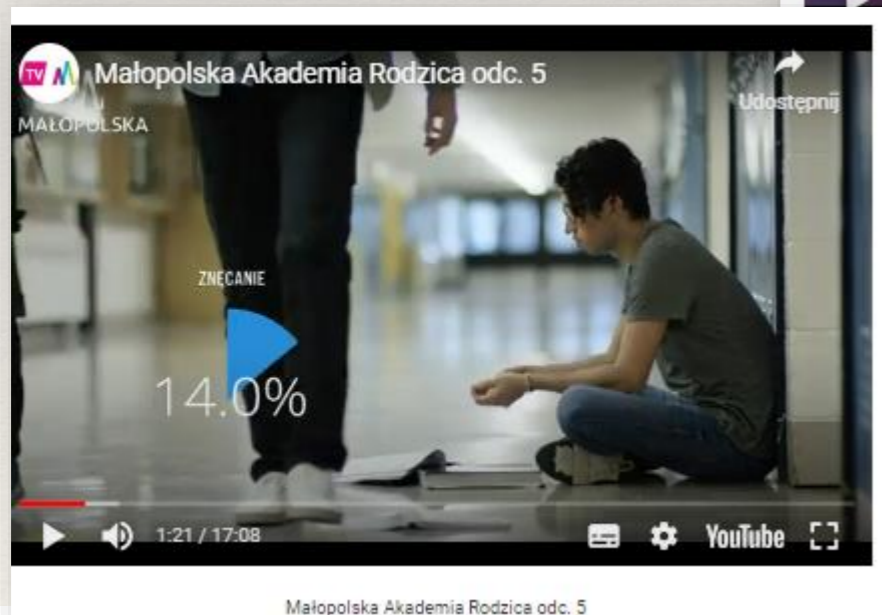 TV M
Małopolska Akademia Rodzica odc. 5
Udostępnij
MAŁOPOLSKA
ZNĘCANIE
14.0%
1:21 / 17:08
YouTube
Małopolska Akademia Rodzica odc. 5